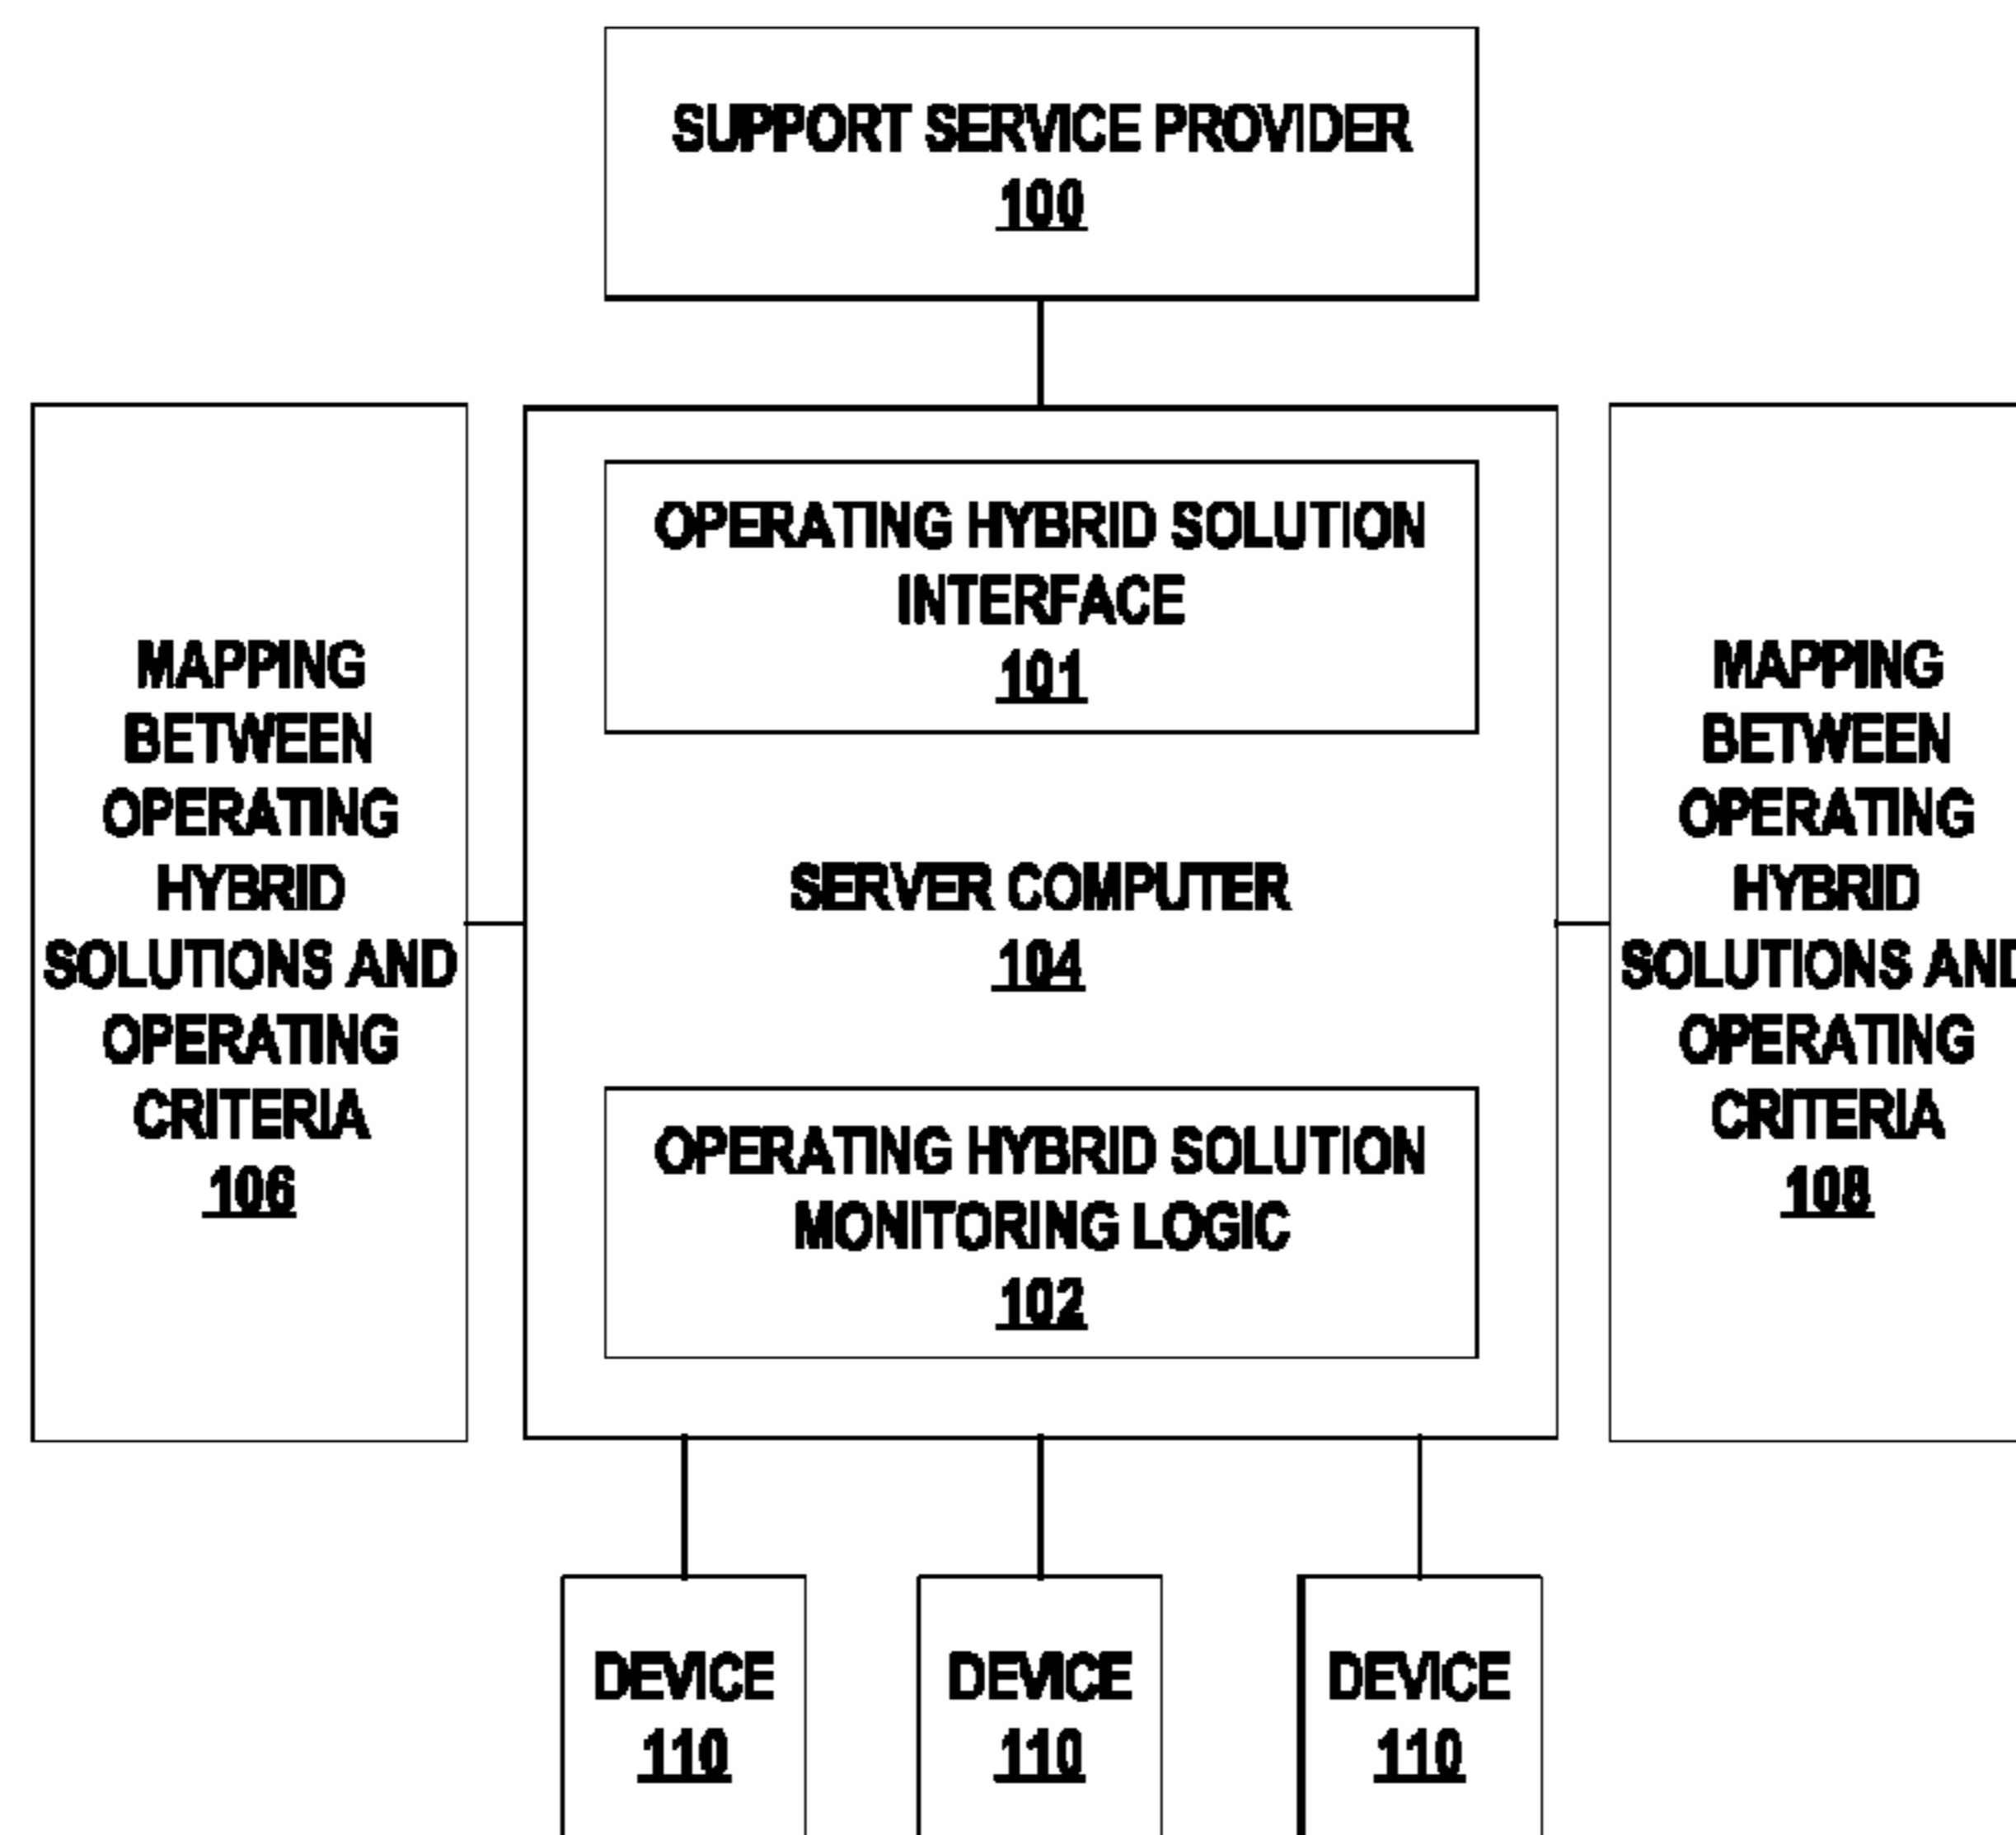 SUPPORT SERVICE PROVIDER
100
OPERATING HYBRID SOLUTION
INTERFACE
101
SERVER COMPUTER
104
OPERATING HYBRID SOLUTION
MONITORING LOGIC
102
MAPPING
BETWEEN
OPERATING
HYBRID
SOLUTIONS AND
OPERATING
CRITERIA
106
MAPPING
BETWEEN
OPERATING
HYBRID
SOLUTIONS AND
OPERATING
CRITERIA
108
DEVICE
110
DEVICE
110
DEVICE
110